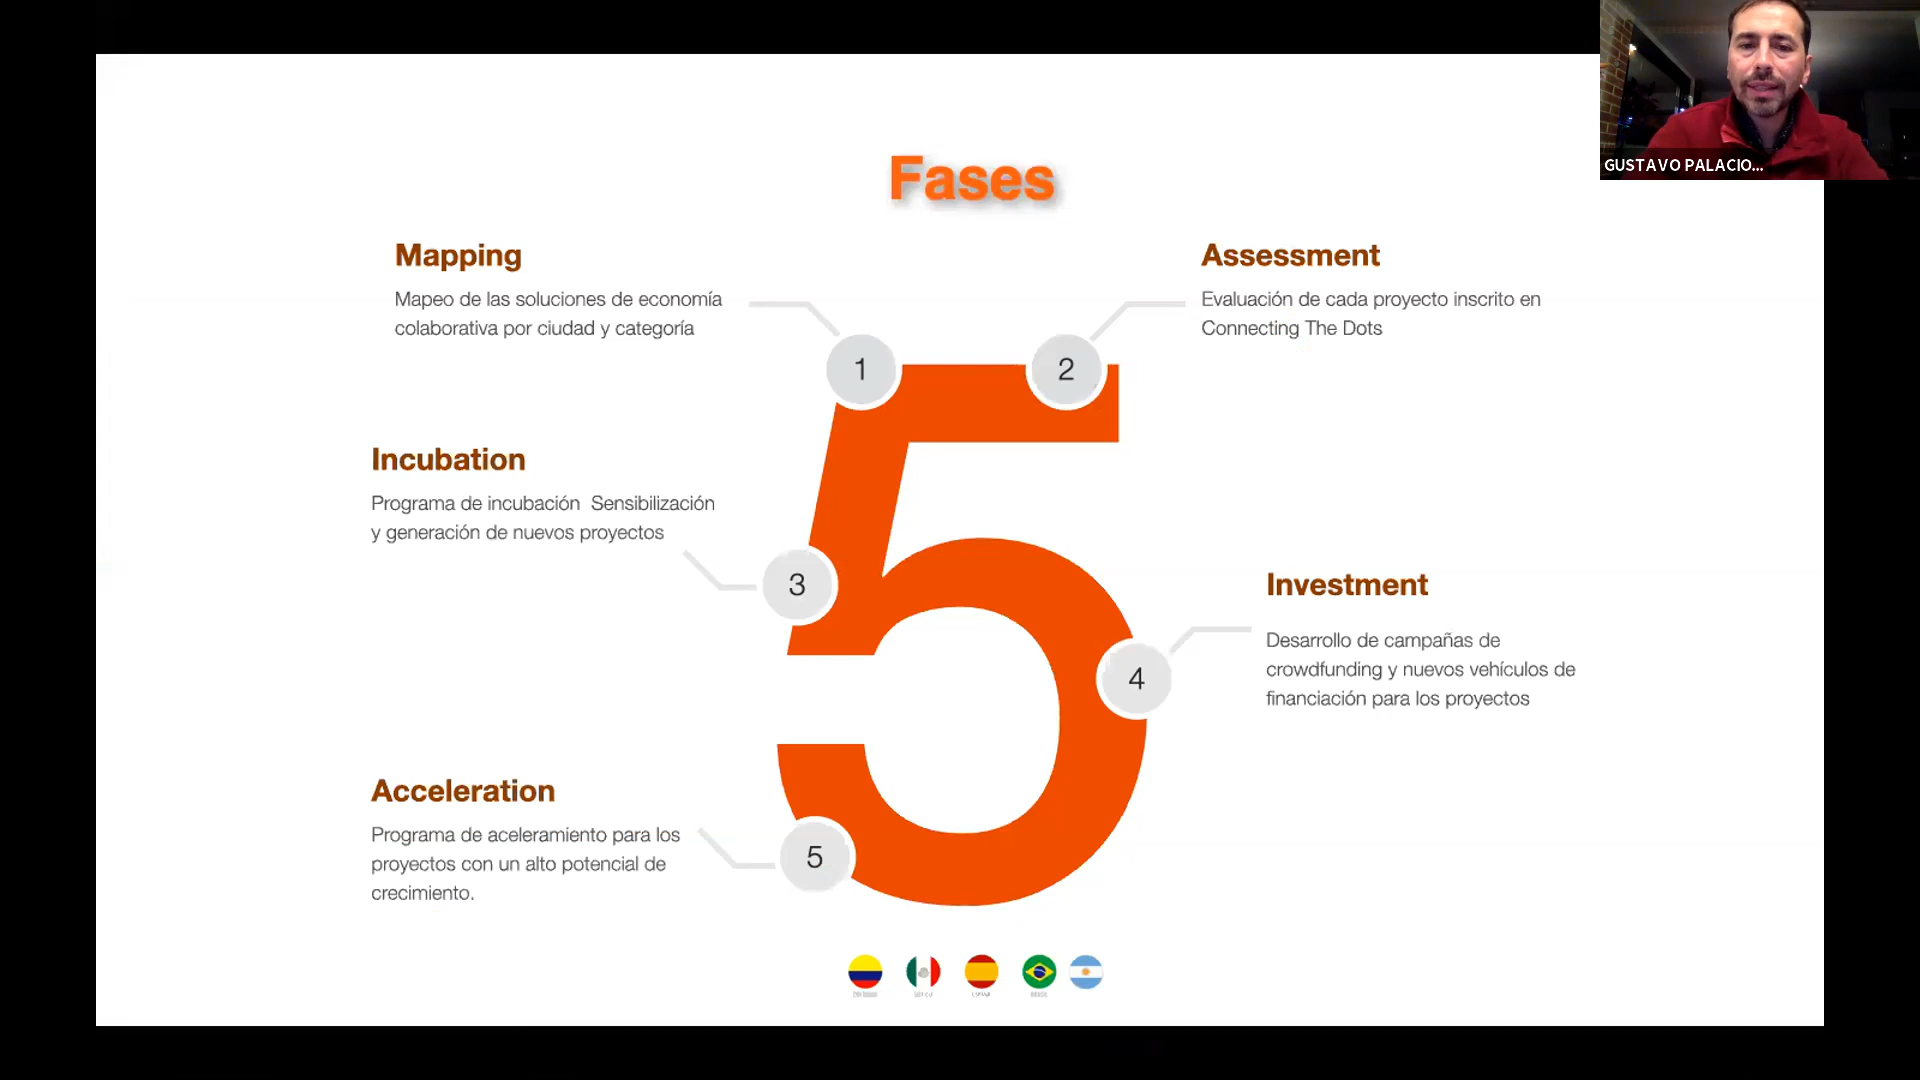 GUSTAVO PALACIO...
Fases
Mapping
Mapeo de las soluciones de economía
colaborativa por ciudad y categoría
Assessment
Evaluación de cada proyecto inscrito en
Connecting The Dots
1
2
Incubation
Programa de incubación  Sensibilización
y generación de nuevos proyectos
3
Investment
Desarrollo de campañas de
crowdfunding y nuevos vehículos de
financiación para los proyectos
4
Acceleration
Programa de aceleramiento para los
proyectos con un alto potencial de
crecimiento.
5